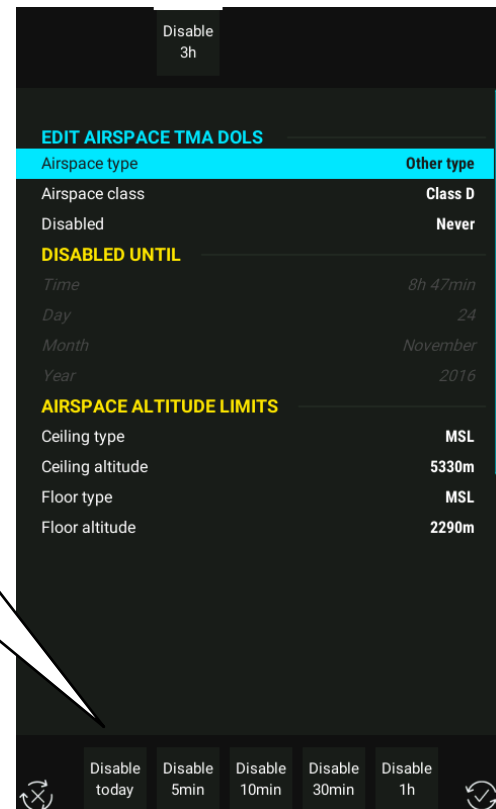 Disable
3h
EDIT AIRSPACE TMA DOLS
Airspace type Other type
Airspace class Class D
Disabled Never
DISABLED UNTIL
Time 8h 47min
Day 24
Month November
Year 2016
AIRSPACE ALTITUDE LIMITS
Ceiling type MSL
Ceiling altitude 5330m
Floor type MSL
Floor altitude 2290m
Disable Disable Disable Disable Disable
today 5min 10min 30min 1h